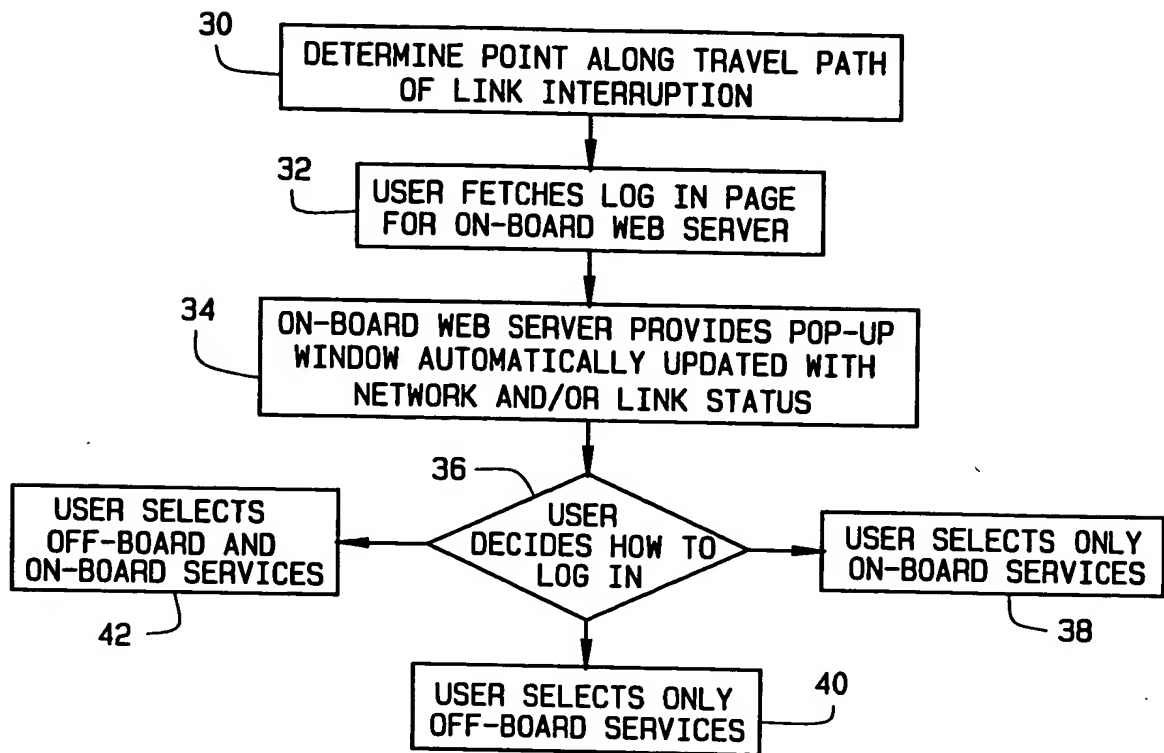 30
DETERMINE POINT ALONG TRAVEL PATH
OF LINK INTERRUPTION
32
USER FETCHES LOG IN PAGE
FOR ON-BOARD WEB SERVER
34
ON-BOARD WEB SERVER PROVIDES POP-UP
WINDOW AUTOMATICALLY UPDATED WITH
NETWORK AND/OR LINK STATUS
36
USER
DECIDES HOW TO
LOG IN
USER SELECTS
OFF-BOARD AND
ON-BOARD SERVICES
42
USER SELECTS ONLY
ON-BOARD SERVICES
38
USER SELECTS ONLY
OFF-BOARD SERVICES
40